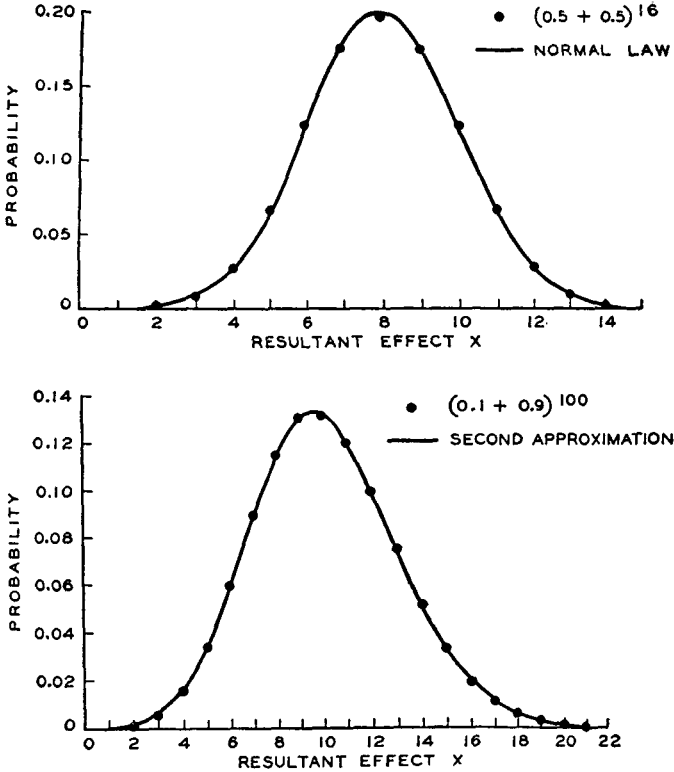 0.20
0.15
0.10
0.05
0
PROBABILITY
(0.5 + 0.5)16
NORMAL LAW
0 2 4 6 8 10 12 14
RESULTANT EFFECT X
0.14
0.12
0.10
0.08
0.06
0.04
0.02
0
PROBABILITY
(0.1 + 0.9)100
SECOND APPROXIMATION
0 2 4 6 8 10 12 14 16 18 20 22
RESULTANT EFFECT X